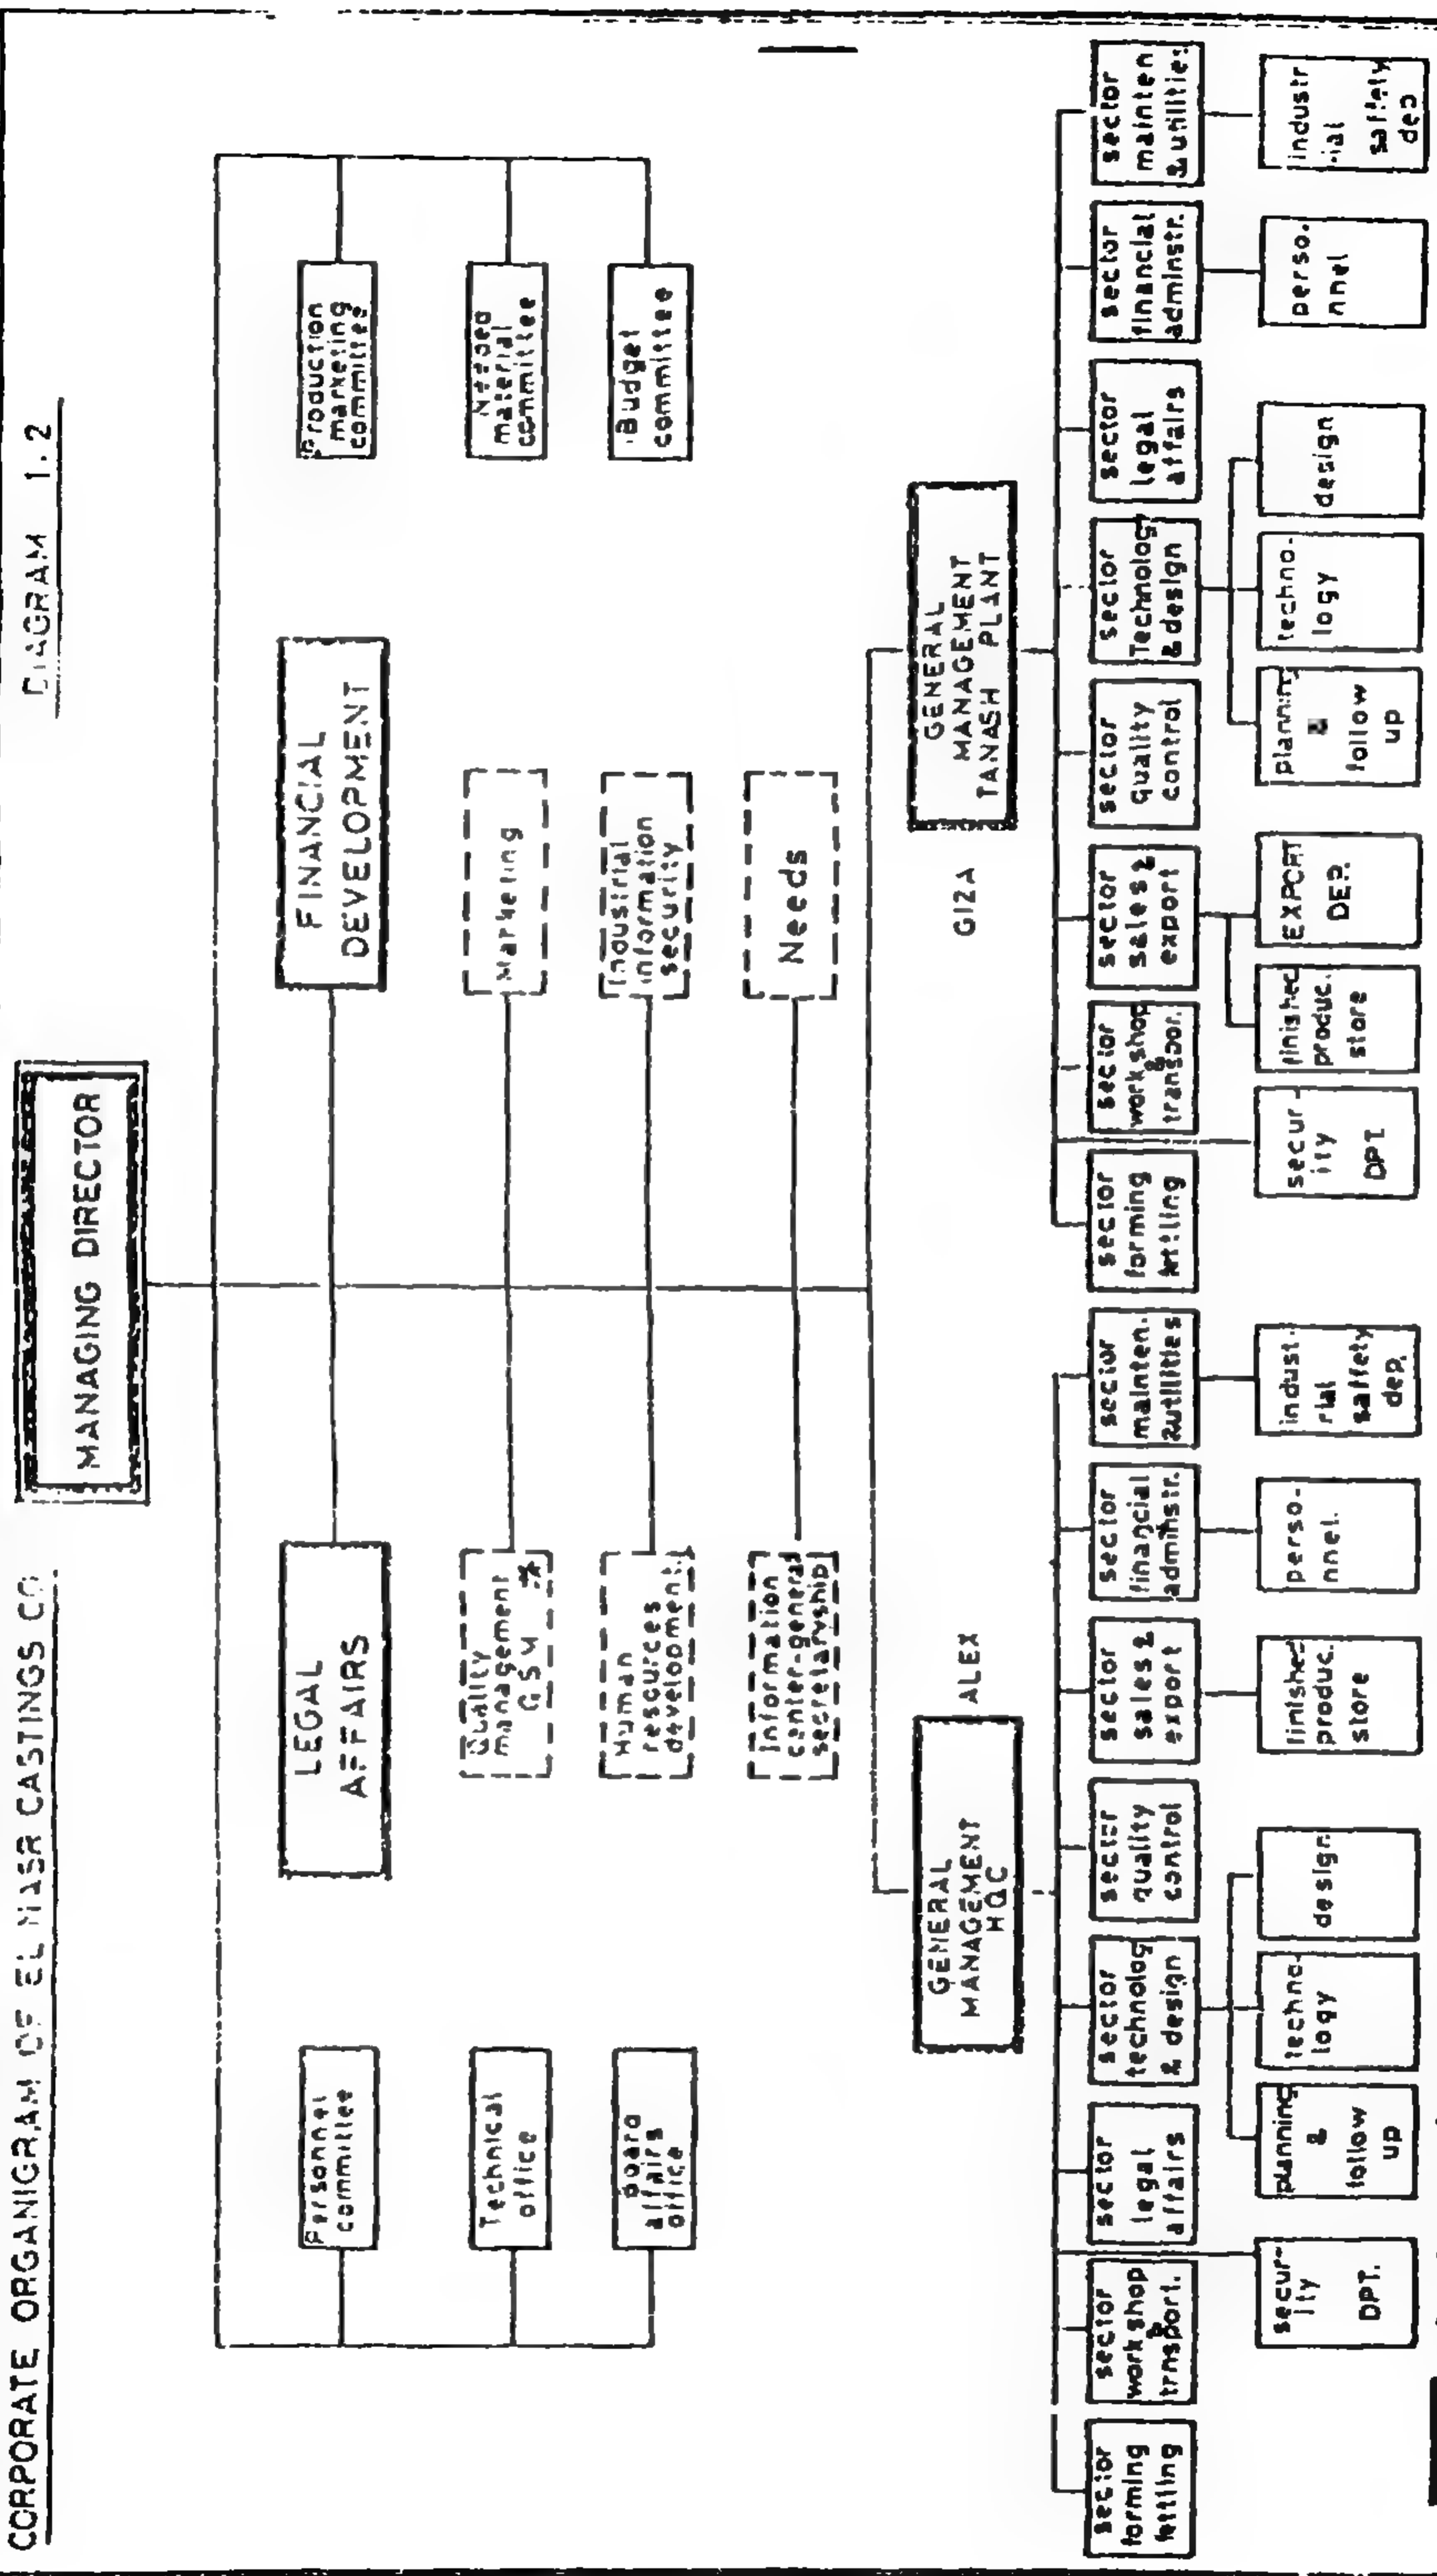 CORPORATE ORGANIGRAM OF EL NASR CASTINGS CO
DIAGRAM 1.2
MANAGING DIRECTOR
LEGAL
AFFAIRS
FINANCIAL
DEVELOPMENT
Personnel
committee
Production
marketing
committee
Technical
office
Quality
management
Marketing
Needed
material
committee
Board
affairs
office
Human
resources
development.
Industrial
information
security
Budget
committee
Information
center-general
secretaryship
Needs
GENERAL
MANAGEMENT
HQC
ALEX
GIZA
GENERAL
MANAGEMENT
TANASH PLANT
sector
forming
fettling
sector
work shop
&
trnsport.
sector
legal
affairs
sector
technolog
& design
sector
quality
control
sector
sales &
export
sector
financial
adminstr.
sector
mainten.
&utilities
sector
forming
fettling
sector
work shop
&
transpor.
sector
sales &
export
sector
quality
control
sector
Technolog
& design
sector
legal
affairs
sector
financial
adminstr.
sector
mainten
&utilities
secur-
ity
DPT.
planning
&
follow
up
techno-
logy
design
finished
produc.
store
perso-
nnel.
indust.
rial
saffety
dep.
secur-
ity
DPT.
finished
produc.
store
EXPORT
DEP.
planning
&
follow
up
techno-
logy
design
perso.
nnel
industr
-ial
saffety
dep